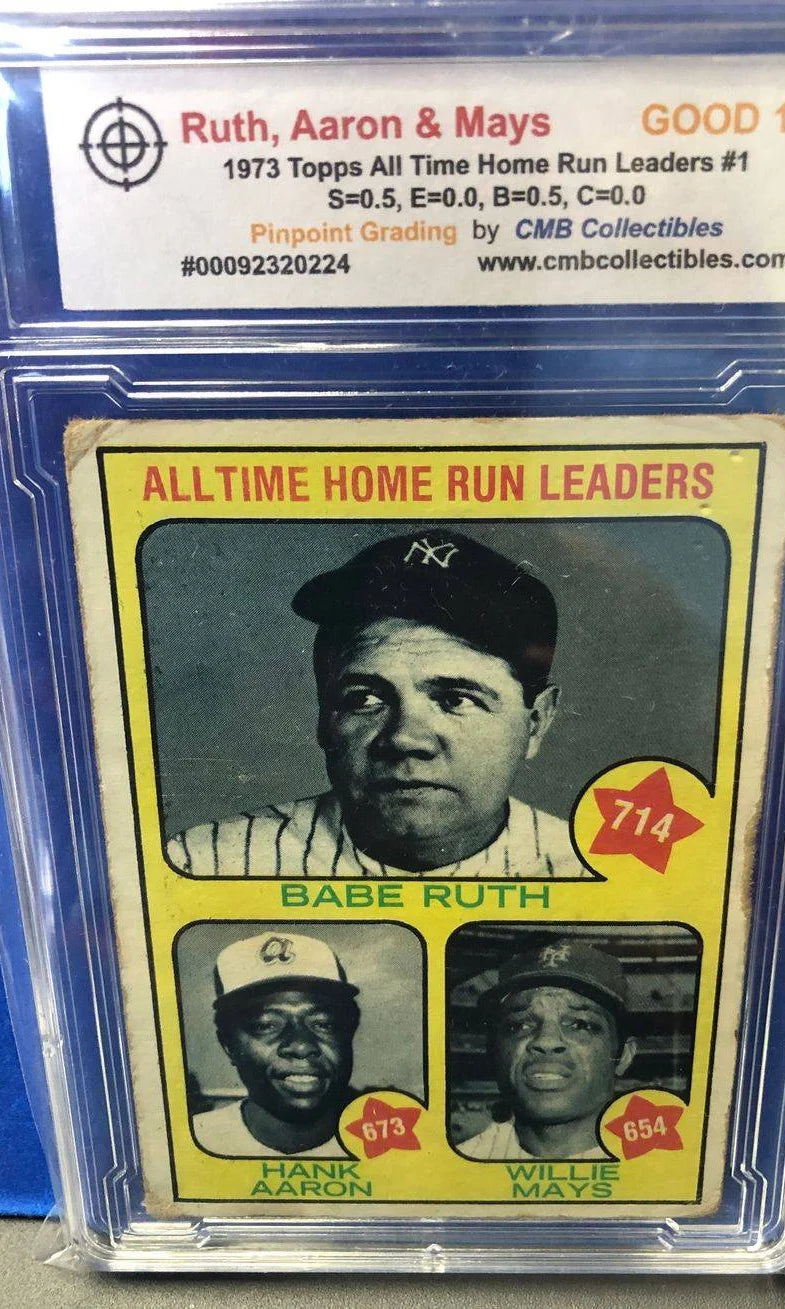 Ruth, Aaron & Mays GOOD 1
1973 Topps All Time Home Run Leaders #1
S=0.5, E=0.0, B=0.5, C=0.0
Pinpoint Grading by CMB Collectibles
#00092320224 www.cmbcollectibles.com
ALLTIME HOME RUN LEADERS
NY
714
BABE RUTH
a
NY
673
654
HANK
AARON
WILLIE
MAYS